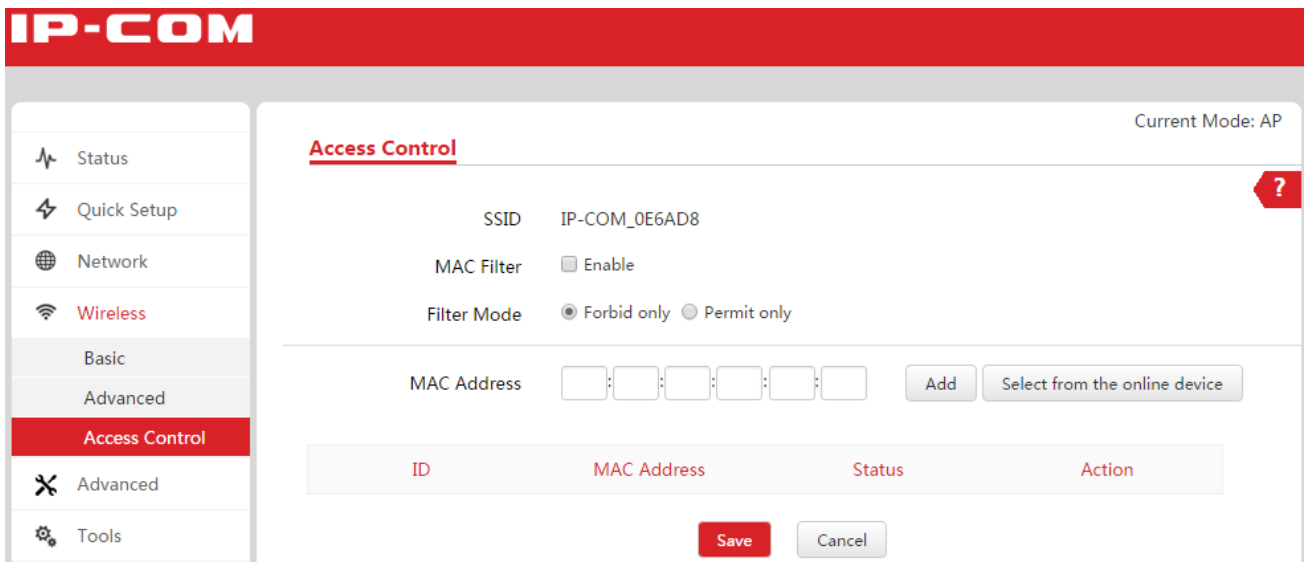 IP-COM
Current Mode: AP
Status
Quick Setup
Network
Wireless
Basic
Advanced
Access Control
Advanced
Tools
Access Control
?
SSID IP-COM_0E6AD8
MAC Filter Enable
Filter Mode Forbid only Permit only
MAC Address : : : : : Add Select from the online device
ID MAC Address Status Action
Save Cancel